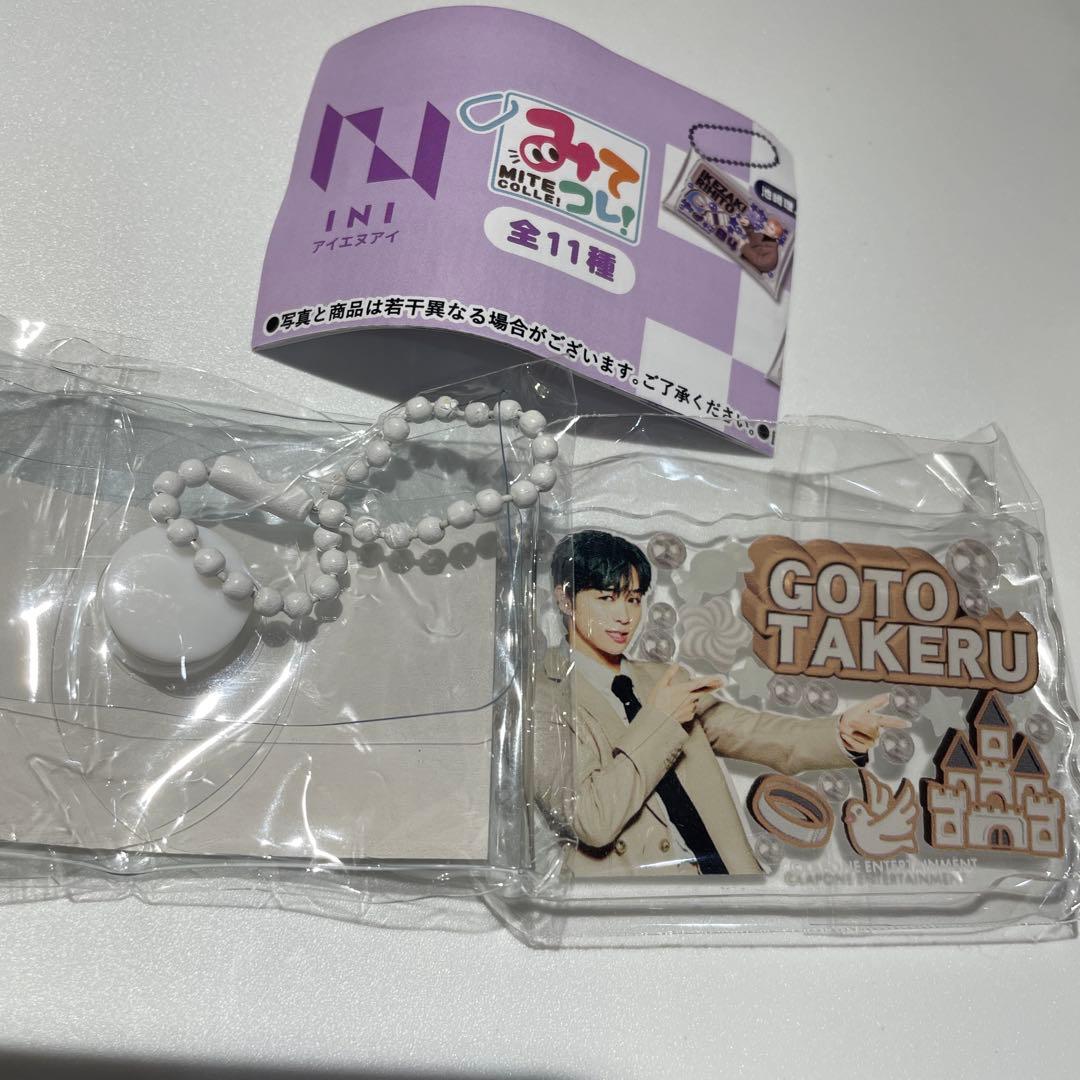 INI
アイエヌアイ
みて
コレ!
MITE
COLLE!
全11種
IKEZAKI
RIHITO
●写真と商品は若干異なる場合がございます。ご了承ください。●
GOTO
TAKERU
©LAPONE ENTERTAINMENT